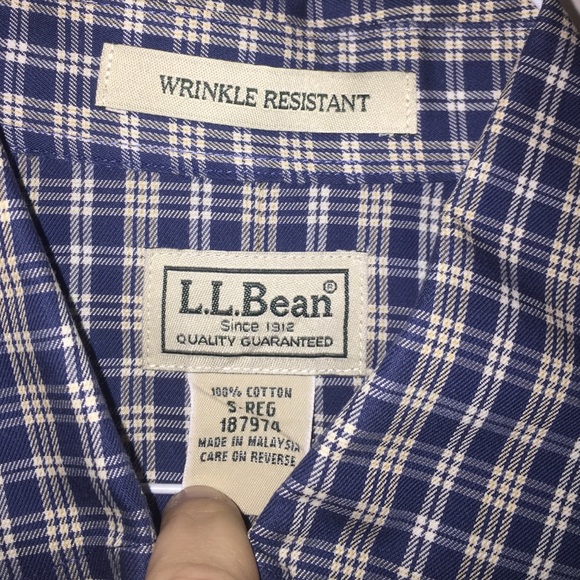 WRINKLE RESISTANT
L.L.Bean®
Since 1912
QUALITY GUARANTEED
100% COTTON
S-REG
187974
MADE IN MALAYSIA
CARE ON REVERSE